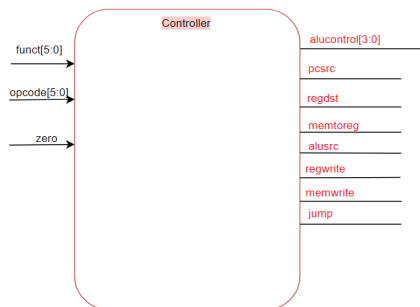 Controller
funct[5:0]
opcode[5:0]
zero
alucontrol[3:0]
pcsrc
regdst
memtoreg
alusrc
regwrite
memwrite
jump